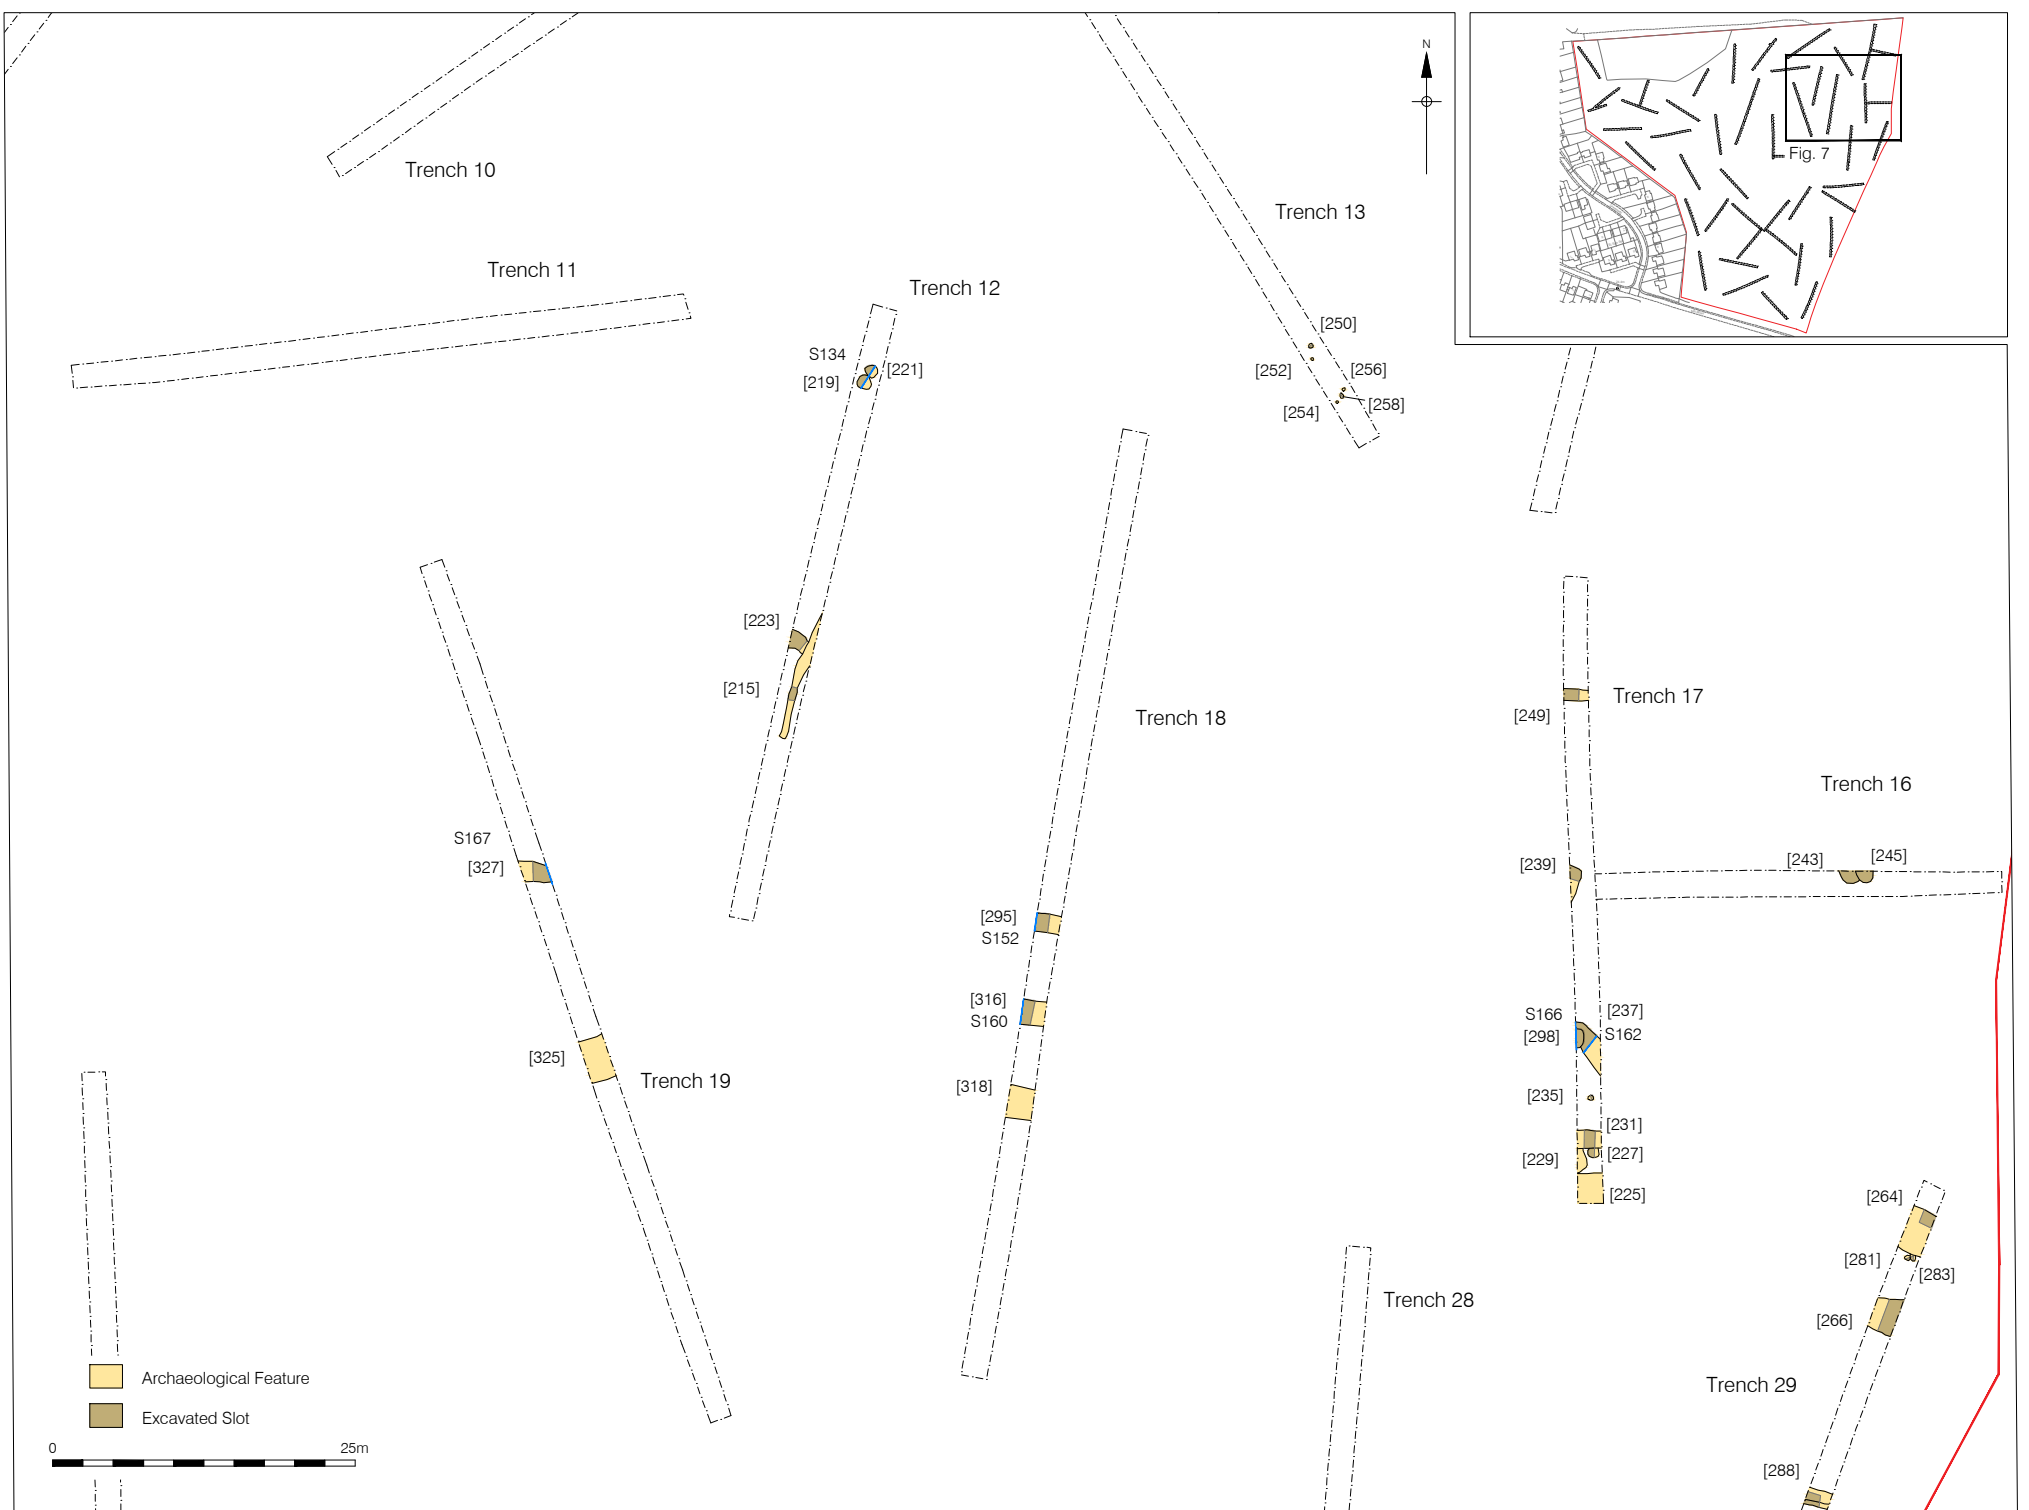 N
Fig. 7
Trench 10
Trench 13
Trench 11
Trench 12
[250]
S134
[219]
[221]
[252]
[256]
[254]
[258]
[223]
[215]
Trench 18
Trench 17
[249]
Trench 16
S167
[327]
[239]
[243]
[245]
[295]
S152
[316]
S160
S166
[298]
[237]
S162
[325]
Trench 19
[318]
[235]
[231]
[229]
[227]
[225]
[264]
[281]
[283]
Trench 28
[266]
Trench 29
Archaeological Feature
Excavated Slot
0
25m
[288]